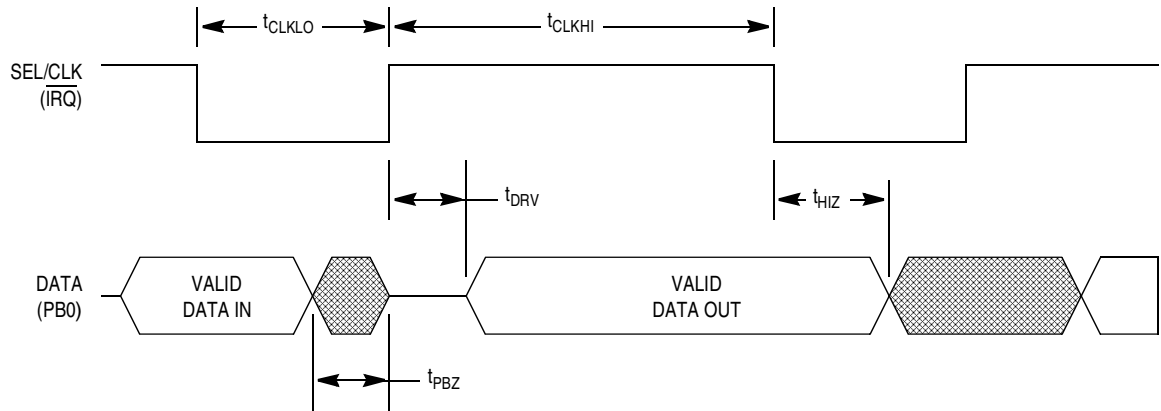 tCLKLO
tCLKHI
SEL/CLK
(IRQ)
tDRV
tHIZ
DATA
(PB0)
VALID
DATA IN
VALID
DATA OUT
tPBZ